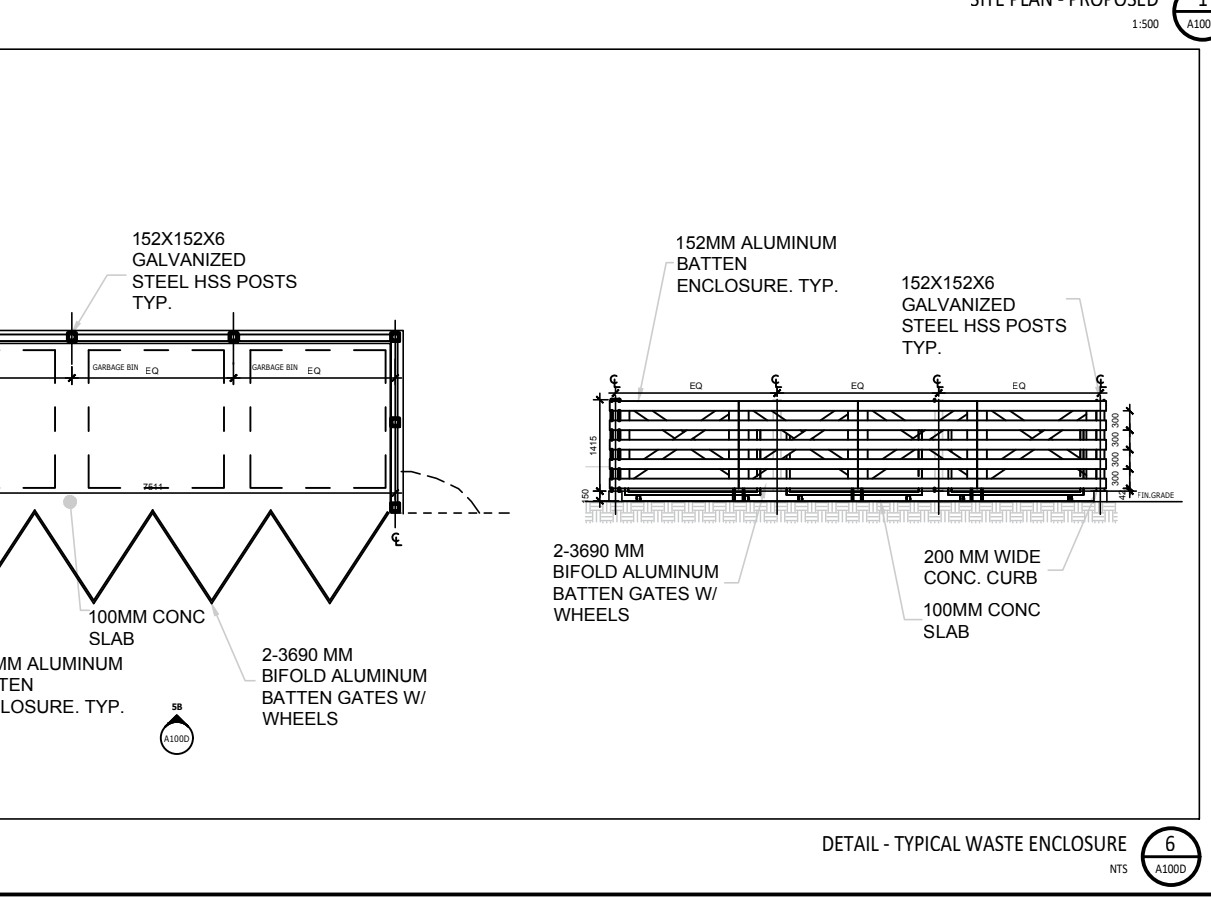 SITE PLAN - PROPOSED
1
1:500
A100
152X152X6
GALVANIZED
STEEL HSS POSTS
TYP.
GARBAGE BIN
EQ
GARBAGE BIN
EQ
7511
℄
100MM CONC
SLAB
MM ALUMINUM
TEN
LOSURE. TYP.
5B
A100D
2-3690 MM
BIFOLD ALUMINUM
BATTEN GATES W/
WHEELS
152MM ALUMINUM
BATTEN
ENCLOSURE. TYP.
152X152X6
GALVANIZED
STEEL HSS POSTS
TYP.
℄ ℄ ℄ ℄
EQ EQ EQ
1415
300
300
300
300
FIN.GRADE
2-3690 MM
BIFOLD ALUMINUM
BATTEN GATES W/
WHEELS
200 MM WIDE
CONC. CURB
100MM CONC
SLAB
DETAIL - TYPICAL WASTE ENCLOSURE
6
NTS
A100D